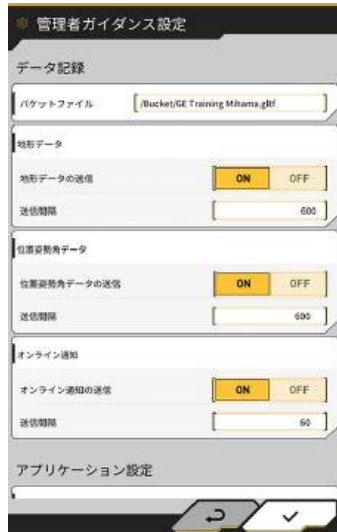 管理者ガイダンス設定
データ記録
バケットファイル /Bucket/GE Training Mihama.gltf
地形データ
地形データの送信 ON OFF
送信間隔 600
位置姿勢角データ
位置姿勢角データの送信 ON OFF
送信間隔 600
オンライン通知
オンライン通知の送信 ON OFF
送信間隔 60
アプリケーション設定